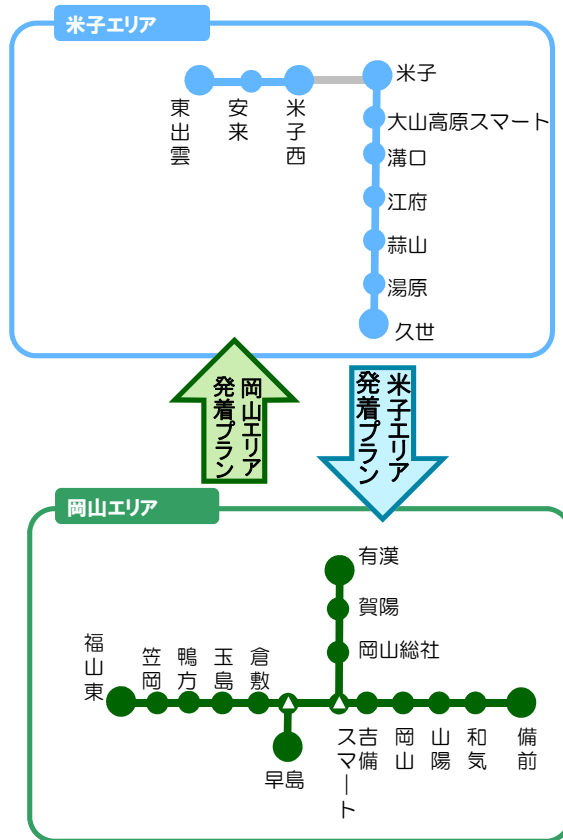 米子エリア
東出雲
安来
米子西
米子
大山高原スマート
溝口
江府
蒜山
湯原
久世
岡山エリア
発着プラン
米子エリア
発着プラン
岡山エリア
有漢
賀陽
岡山総社
福山東
笠岡
鴨方
玉島
倉敷
早島
吉備
スマート
岡山
山陽
和気
備前